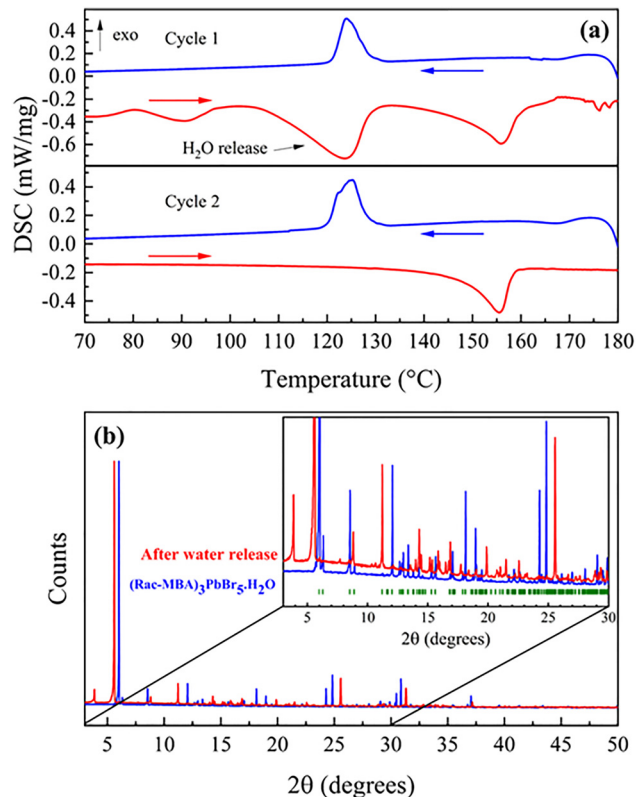 exo
(a)
Cycle 1
H₂O release
Cycle 2
DSC (mW/mg)
0.4
0.2
0.0
-0.2
-0.4
-0.6
0.4
0.2
0.0
-0.2
-0.4
70 80 90 100 110 120 130 140 150 160 170 180
Temperature (°C)
(b)
After water release
(Rac-MBA)₃PbBr₅.H₂O
Counts
5 10 15 20 25 30
2θ (degrees)
5 10 15 20 25 30 35 40 45 50
2θ (degrees)